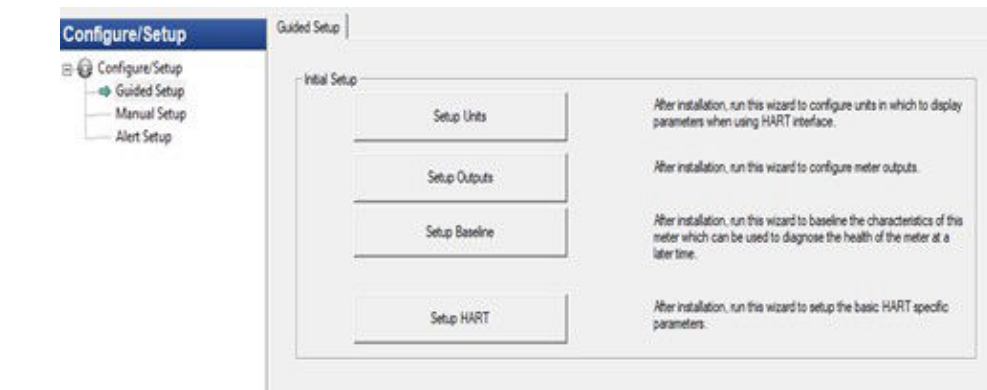 Configure/Setup
Configure/Setup
Guided Setup
Manual Setup
Alert Setup
Guided Setup
Initial Setup
Setup Units
After installation, run this wizard to configure units in which to display
parameters when using HART interface.
Setup Outputs
After installation, run this wizard to configure meter outputs.
Setup Baseline
After installation, run this wizard to baseline the characteristics of this
meter which can be used to diagnose the health of the meter at a
later time.
Setup HART
After installation, run this wizard to setup the basic HART specific
parameters.